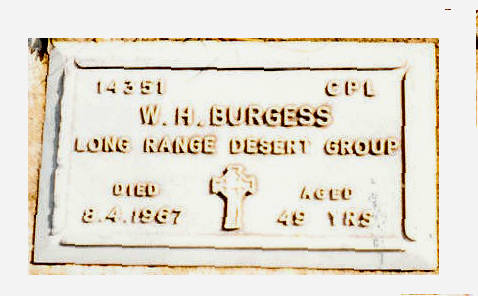 14351 CPL
W. H. BURGESS
LONG RANGE DESERT GROUP
DIED AGED
8.4.1967 49 YRS